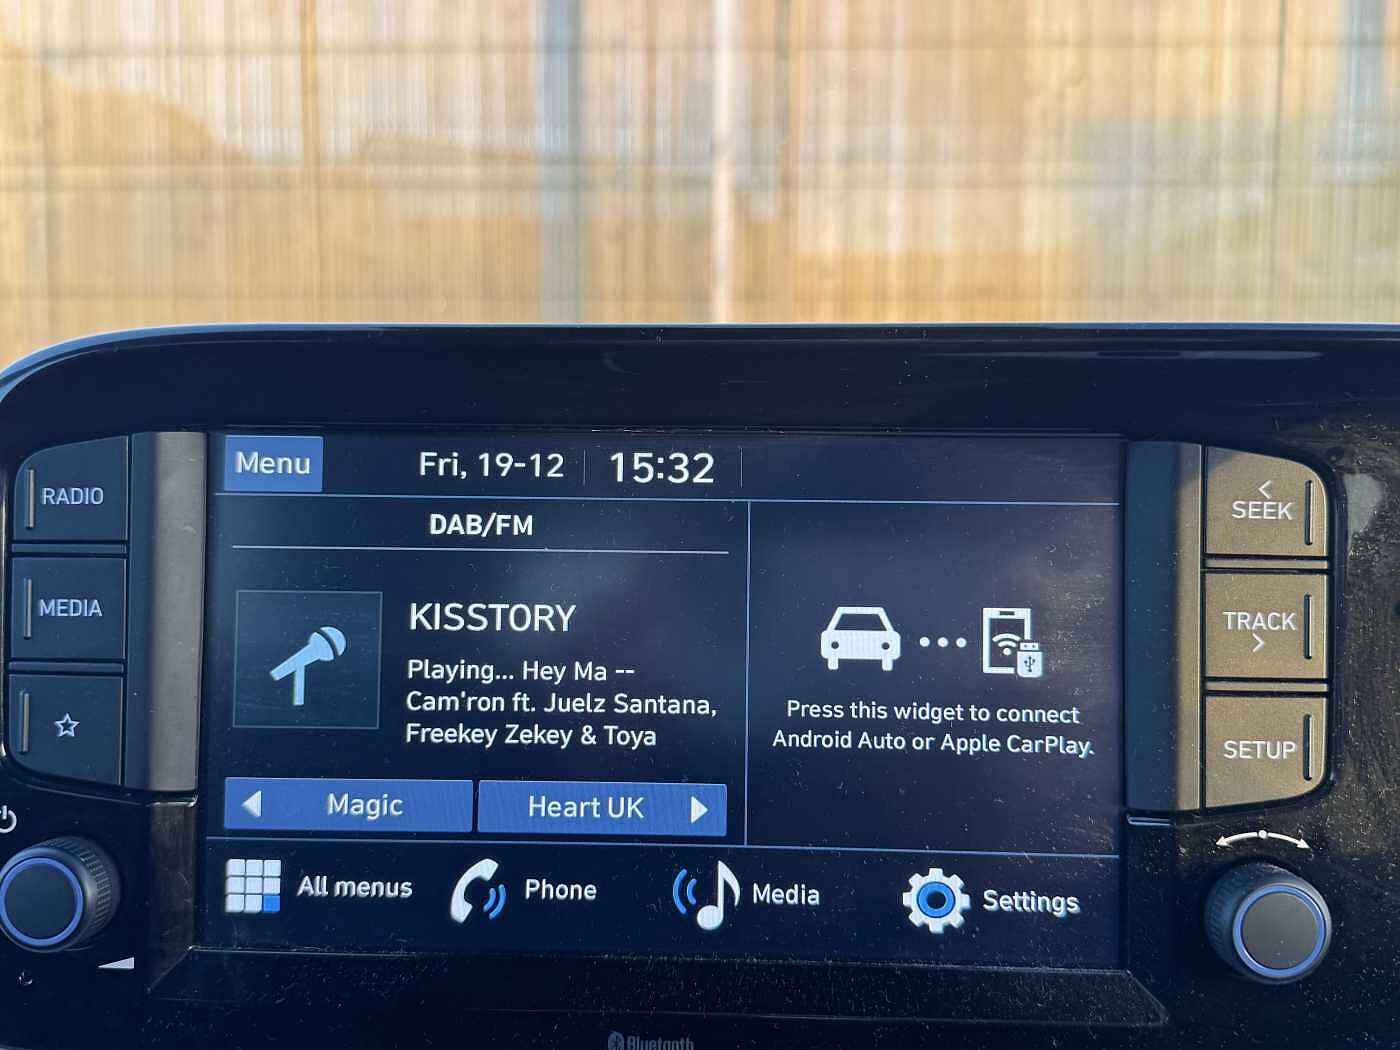 Menu
Fri, 19-12
15:32
DAB/FM
KISSTORY
Playing... Hey Ma --
Cam'ron ft. Juelz Santana,
Freekey Zekey & Toya
Magic
Heart UK
Press this widget to connect
Android Auto or Apple CarPlay.
All menus
Phone
Media
Settings
RADIO
MEDIA
< SEEK
TRACK >
SETUP
Bluetooth